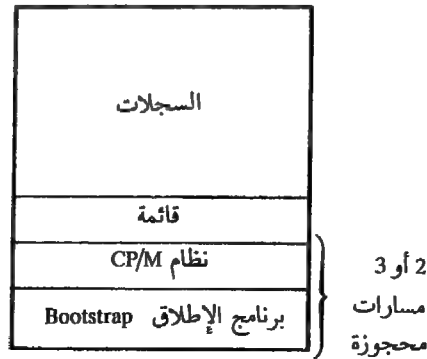 السجلات
قائمة
نظام CP/M
برنامج الإطلاق Bootstrap
2 أو 3
مسارات
محجوزة